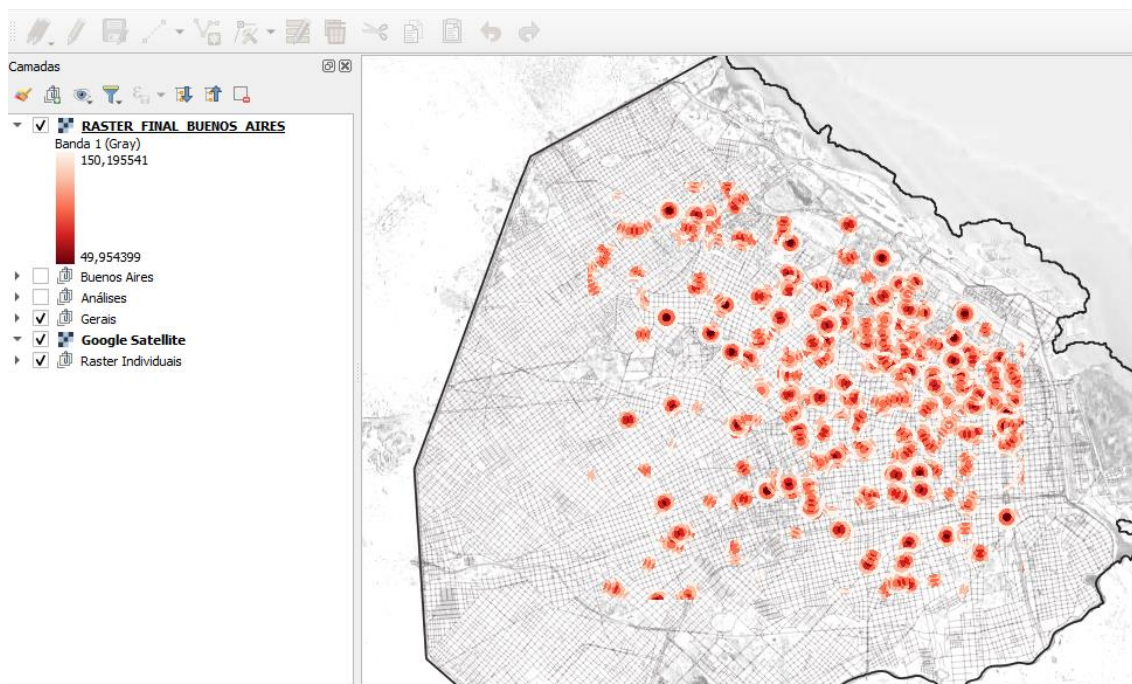 Camadas
RASTER_FINAL_BUENOS_AIRES
Banda 1 (Gray)
150,195541
49,954399
Buenos Aires
Análises
Gerais
Google Satellite
Raster Individuais